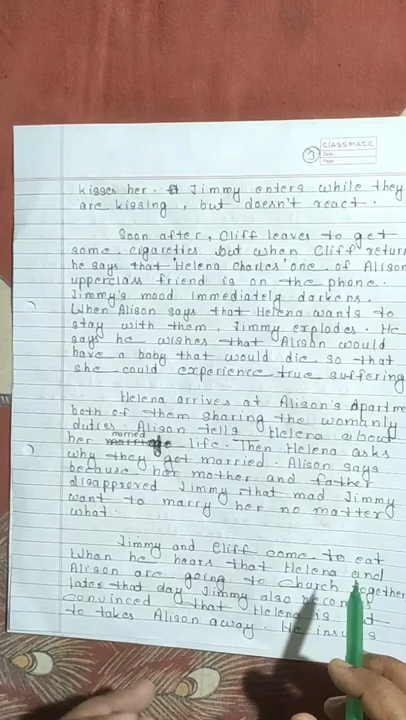 3
CLASSMATE
Date :
Page :
kisses her. Jimmy enters while they
are kissing, but doesn't react.
Soon after, Cliff leaves to get
some cigarettes but when Cliff return
he says that 'Helena Charles' one of Alison
upperclass friend is on the phone.
Jimmy's mood immediately darkens.
When Alison says that Helena wants to
stay with them, Jimmy explodes. He
says he wishes that Alison would
have a baby that would die so that
she could experience true suffering
Helena arrives at Alison's Apartme
both of them sharing the womanly
duties. Alison tells Helena about
her married life. Then Helena asks
why they got married. Alison says
because her mother and father
disapproved Jimmy that mad Jimmy
want to marry her no matter
what.
Jimmy and Cliff come to eat
When he hears that Helena and
Alison are going to Church together
later that day Jimmy also becomes
convinced that Helena is
to takes Alison away. He